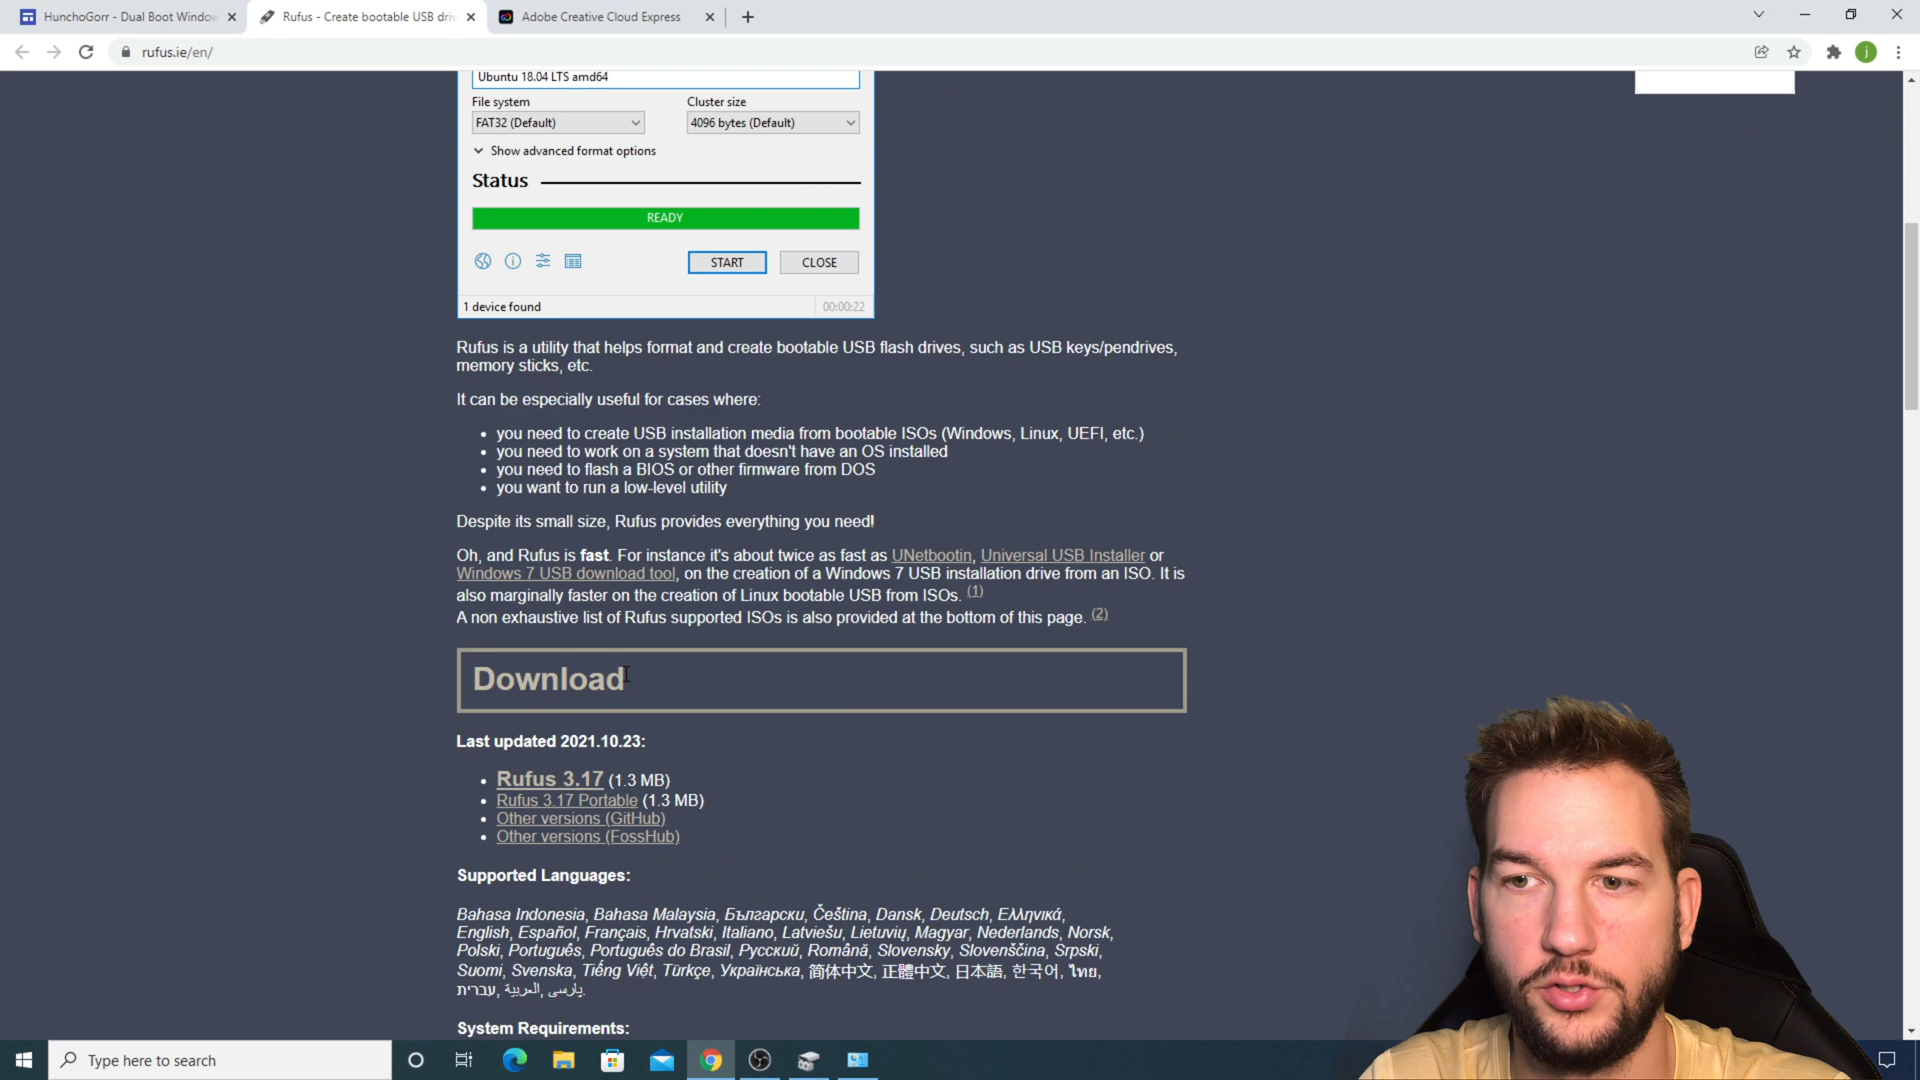 HunchoGorr - Dual Boot Window
Rufus - Create bootable USB driv
Adobe Creative Cloud Express
rufus.ie/en/
j
Ubuntu 18.04 LTS amd64
File system
Cluster size
FAT32 (Default)
4096 bytes (Default)
Show advanced format options
Status
READY
START
CLOSE
1 device found
00:00:22
Rufus is a utility that helps format and create bootable USB flash drives, such as USB keys/pendrives,
memory sticks, etc.
It can be especially useful for cases where:
you need to create USB installation media from bootable ISOs (Windows, Linux, UEFI, etc.)
you need to work on a system that doesn't have an OS installed
you need to flash a BIOS or other firmware from DOS
you want to run a low-level utility
Despite its small size, Rufus provides everything you need!
Oh, and Rufus is fast. For instance it's about twice as fast as UNetbootin, Universal USB Installer or
Windows 7 USB download tool, on the creation of a Windows 7 USB installation drive from an ISO. It is
also marginally faster on the creation of Linux bootable USB from ISOs. (1)
A non exhaustive list of Rufus supported ISOs is also provided at the bottom of this page. (2)
Download
Last updated 2021.10.23:
Rufus 3.17 (1.3 MB)
Rufus 3.17 Portable (1.3 MB)
Other versions (GitHub)
Other versions (FossHub)
Supported Languages:
Bahasa Indonesia, Bahasa Malaysia, Български, Čeština, Dansk, Deutsch, Ελληνικά,
English, Español, Français, Hrvatski, Italiano, Latviešu, Lietuvių, Magyar, Nederlands, Norsk,
Polski, Português, Português do Brasil, Русский, Română, Slovensky, Slovenščina, Srpski,
Suomi, Svenska, Tiếng Việt, Türkçe, Українська, 简体中文, 正體中文, 日本語, 한국어, ไทย,
עברית, العربية, پارسی.
System Requirements:
Type here to search